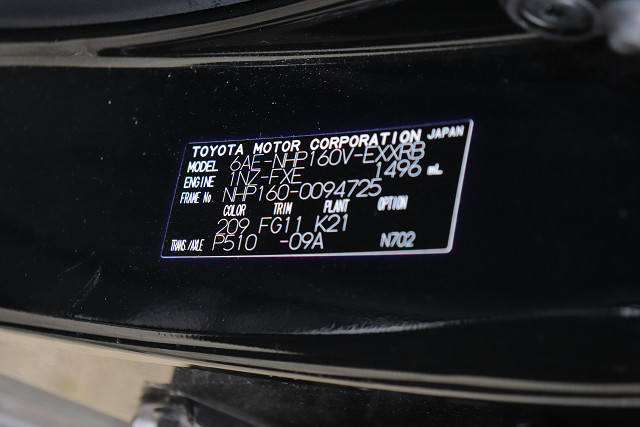 TOYOTA MOTOR CORPORATION JAPAN
MODEL 6AE-NHP160V-EXXRB
ENGINE 1NZ-FXE 1496 mL
FRAME No. NHP160-0094725
COLOR TRIM PLANT OPTION
209 FG11 K21
TRANS./AXLE P510 -09A N702